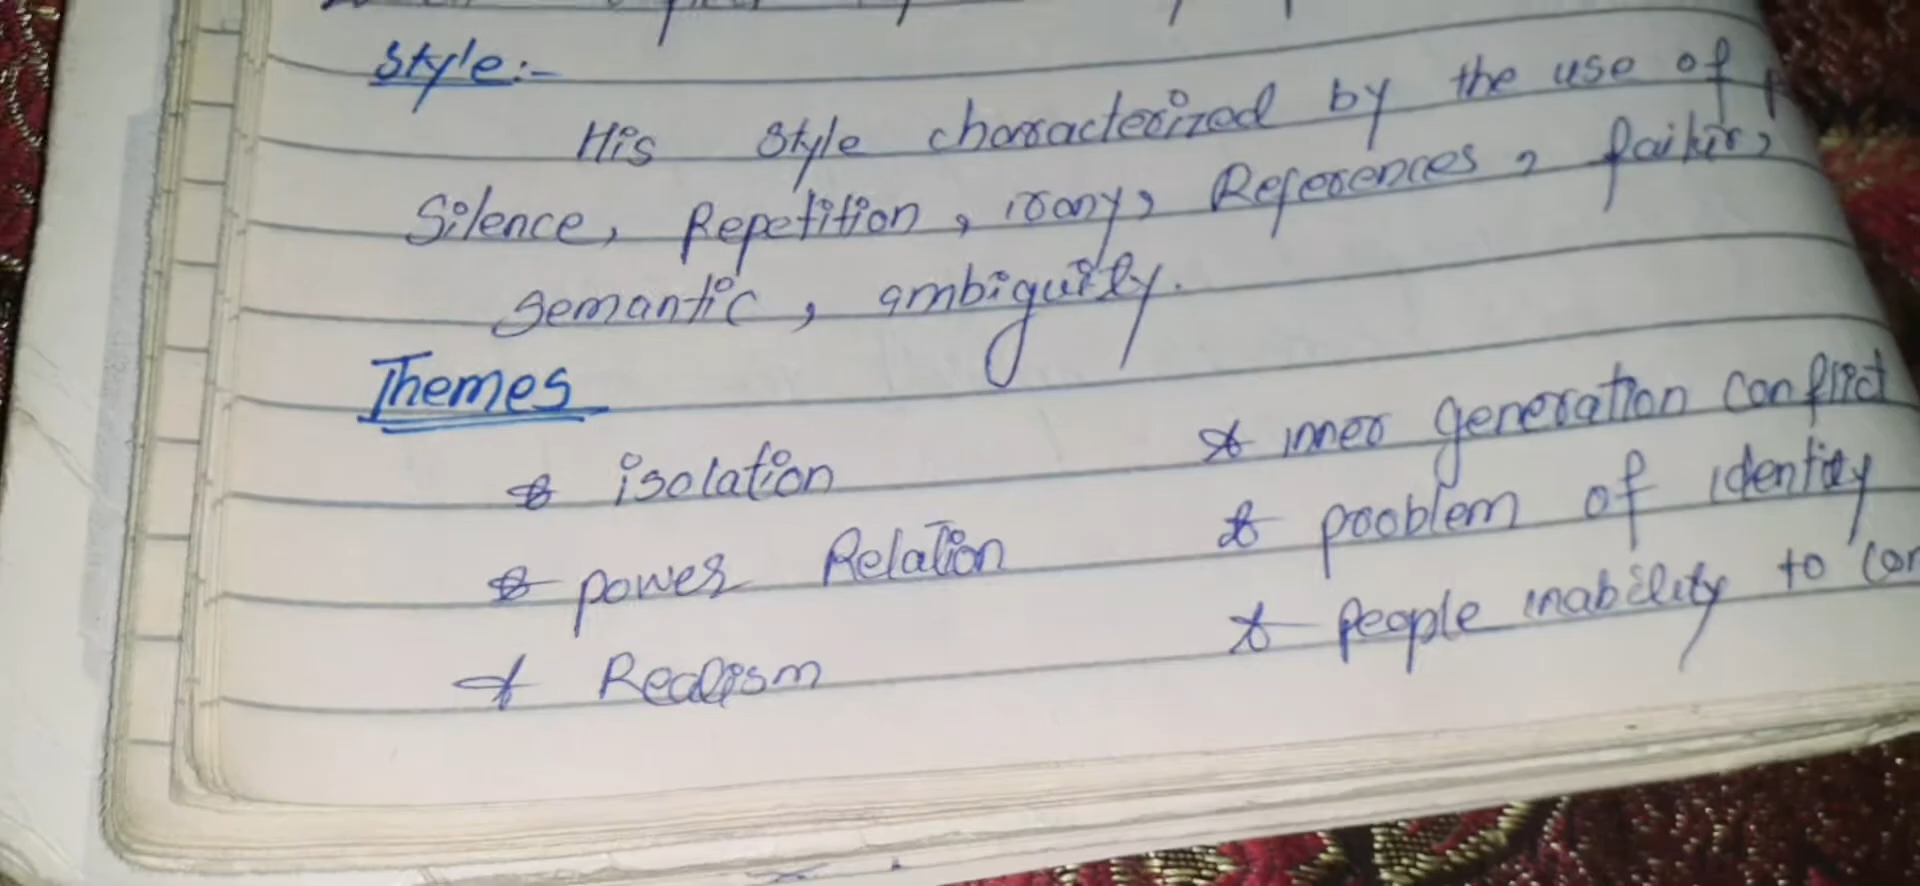 Style:-
His Style characterized by the use of
Silence, Repetition, irony, References,
Semantic, ambiguity.
Themes
* isolation * inner generation conflict
* power Relation * problem of identity
* Realism * People inability to